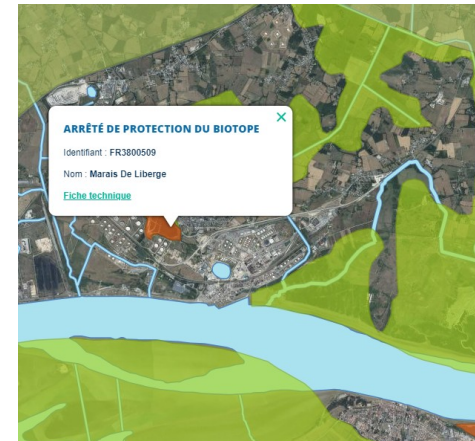 ARRÊTÉ DE PROTECTION DU BIOTOPE
Identifiant : FR3800509
Nom : Marais De Liberge
Fiche technique